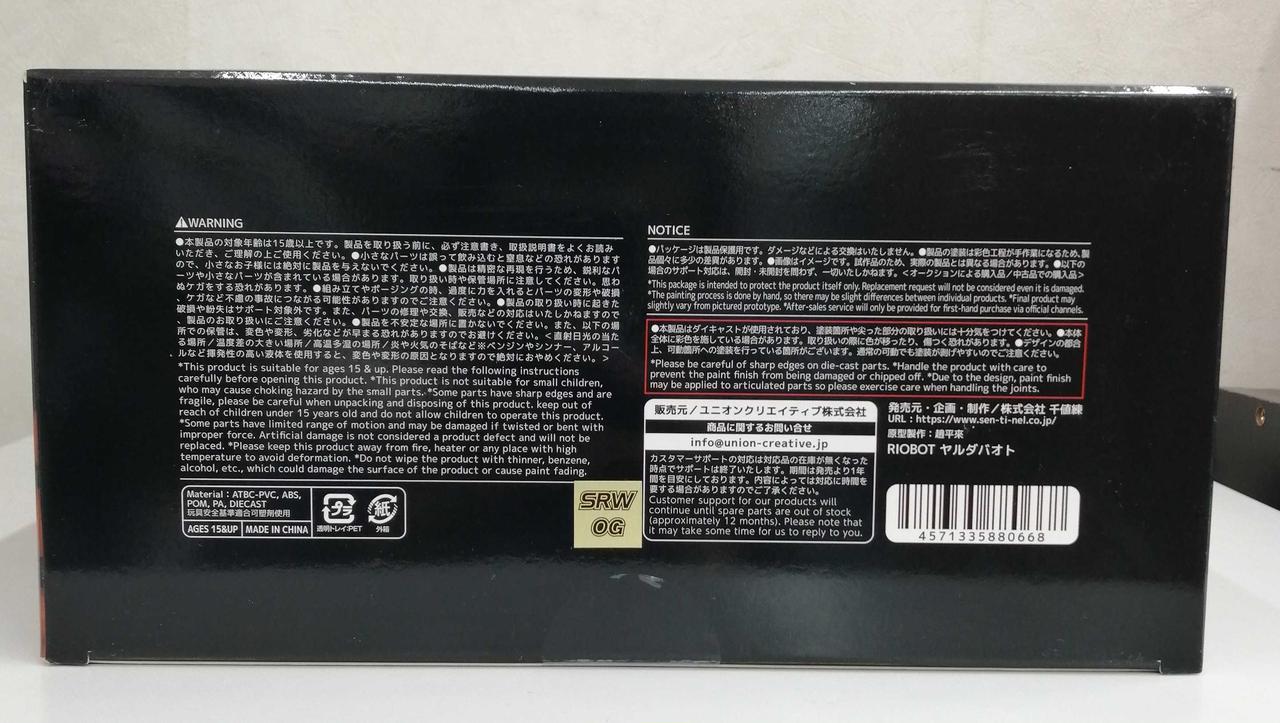 ⚠WARNING
●本製品の対象年齢は15歳以上です。製品を取り扱う前に、必ず注意書き、取扱説明書をよくお読み
いただき、ご理解の上ご使用ください。●小さなパーツは誤って飲み込むと窒息などの恐れがあります
ので、小さなお子様には絶対に製品を与えないでください。●製品は精密な再現を行うため、鋭利なパ
ーツや小さなパーツが含まれている場合があります。取り扱い時や保管場所に注意してください。思わ
ぬケガをする恐れがあります。●組み立てやポージングの時、過度に力を入れるとパーツの変形や破損
、ケガなど不慮の事故につながる可能性がありますのでご注意ください。●製品の取り扱い時に起きた
破損や紛失はサポート対象外です。また、パーツの修理や交換、販売などの対応はいたしかねますので
、製品のお取り扱いにご注意ください。●製品を不安定な場所に置かないでください。また、以下の場
所での保管は、変色や変形、劣化などが早まる恐れがありますのでお避けください。＜直射日光の当た
る場所／温度差の大きい場所／高温多湿の場所／炎や火気のそばなど※ベンジンやシンナー、アルコー
ルなど揮発性の高い液体を使用すると、変色や変形の原因となりますので絶対におやめください。＞
*This product is suitable for ages 15 & up. Please read the following instructions
carefully before opening this product. *This product is not suitable for small children,
who may cause choking hazard by the small parts. *Some parts have sharp edges and are
fragile, please be careful when unpacking and disposing of this product. keep out of
reach of children under 15 years old and do not allow children to operate this product.
*Some parts have limited range of motion and may be damaged if twisted or bent with
improper force. Artificial damage is not considered a product defect and will not be
replaced. *Please keep this product away from fire, heater or any place with high
temperature to avoid deformation. *Do not wipe the product with thinner, benzene,
alcohol, etc., which could damage the surface of the product or cause paint fading.
Material : ATBC-PVC, ABS,
POM, PA, DIECAST
玩具安全基準適合可塑剤使用
AGES 15&UP
MADE IN CHINA
プラ
透明トレイ:PET
紙
外箱
SRW
OG
NOTICE
●パッケージは製品保護用です。ダメージなどによる交換はいたしません。●製品の塗装は彩色工程が手作業になるため、製
品個々に多少の差異があります。●画像はイメージです。試作品のため、実際の製品とは異なる場合があります。●以下の
場合のサポート対応は、開封・未開封を問わず、一切いたしかねます。＜オークションによる購入品／中古店での購入品＞
*This package is intended to protect the product itself only. Replacement request will not be considered even it is damaged.
*The painting process is done by hand, so there may be slight differences between individual products. *Final product may
slightly vary from pictured prototype. *After-sales service will only be provided for first-hand purchase via official channels.
●本製品はダイキャストが使用されており、塗装箇所や尖った部分の取り扱いには十分気をつけてください。●本体
全体に彩色を施している場合があります。取り扱いの際に色が移ったり、傷つく恐れがあります。●デザインの都合
上、可動箇所への塗装を行っている箇所がございます。通常の可動でも塗装が剥げやすいのでご注意ください。
*Please be careful of sharp edges on die-cast parts. *Handle the product with care to
prevent the paint finish from being damaged or chipped off. *Due to the design, paint finish
may be applied to articulated parts so please exercise care when handling the joints.
販売元／ユニオンクリエイティブ株式会社
商品に関するお問い合せ
info@union-creative.jp
カスタマーサポートの対応は対応品の在庫が無くなった
時点でサポートは終了いたします。期間は発売より1年
間を目安にしております。内容によっては対応に時間を
要する場合がありますのでご了承ください。
Customer support for our products will
continue until spare parts are out of stock
(approximately 12 months). Please note that
it may take some time for us to reply to you.
発売元・企画・制作／株式会社 千値練
URL : https://www.sen-ti-nel.co.jp/
原型製作：趙平来
RIOBOT ヤルダバオト
4571335880668